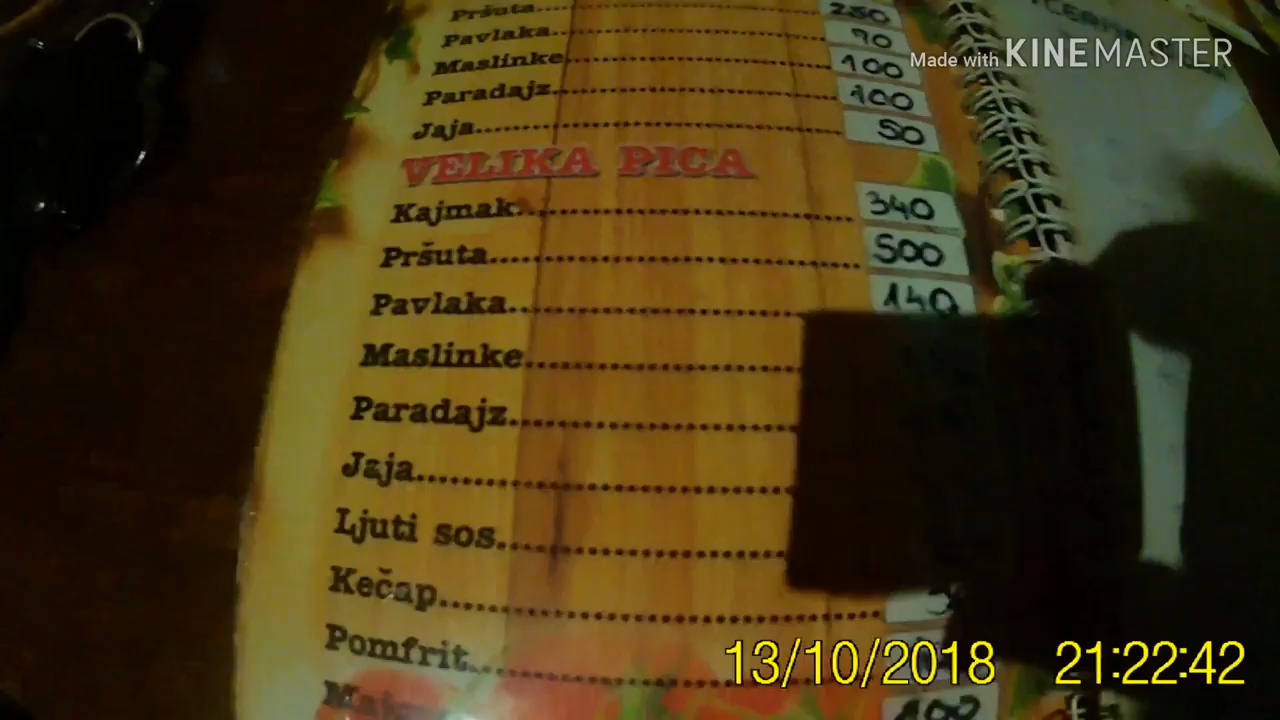 Pršuta 250
Pavlaka 70
Maslinke 100
Paradajz 100
Jaja 50
VELIKA PICA
Kajmak 340
Pršuta 500
Pavlaka 140
Maslinke
Paradajz
Jaja
Ljuti sos
Kečap
Pomfrit
Made with KINEMASTER
13/10/2018 21:22:42